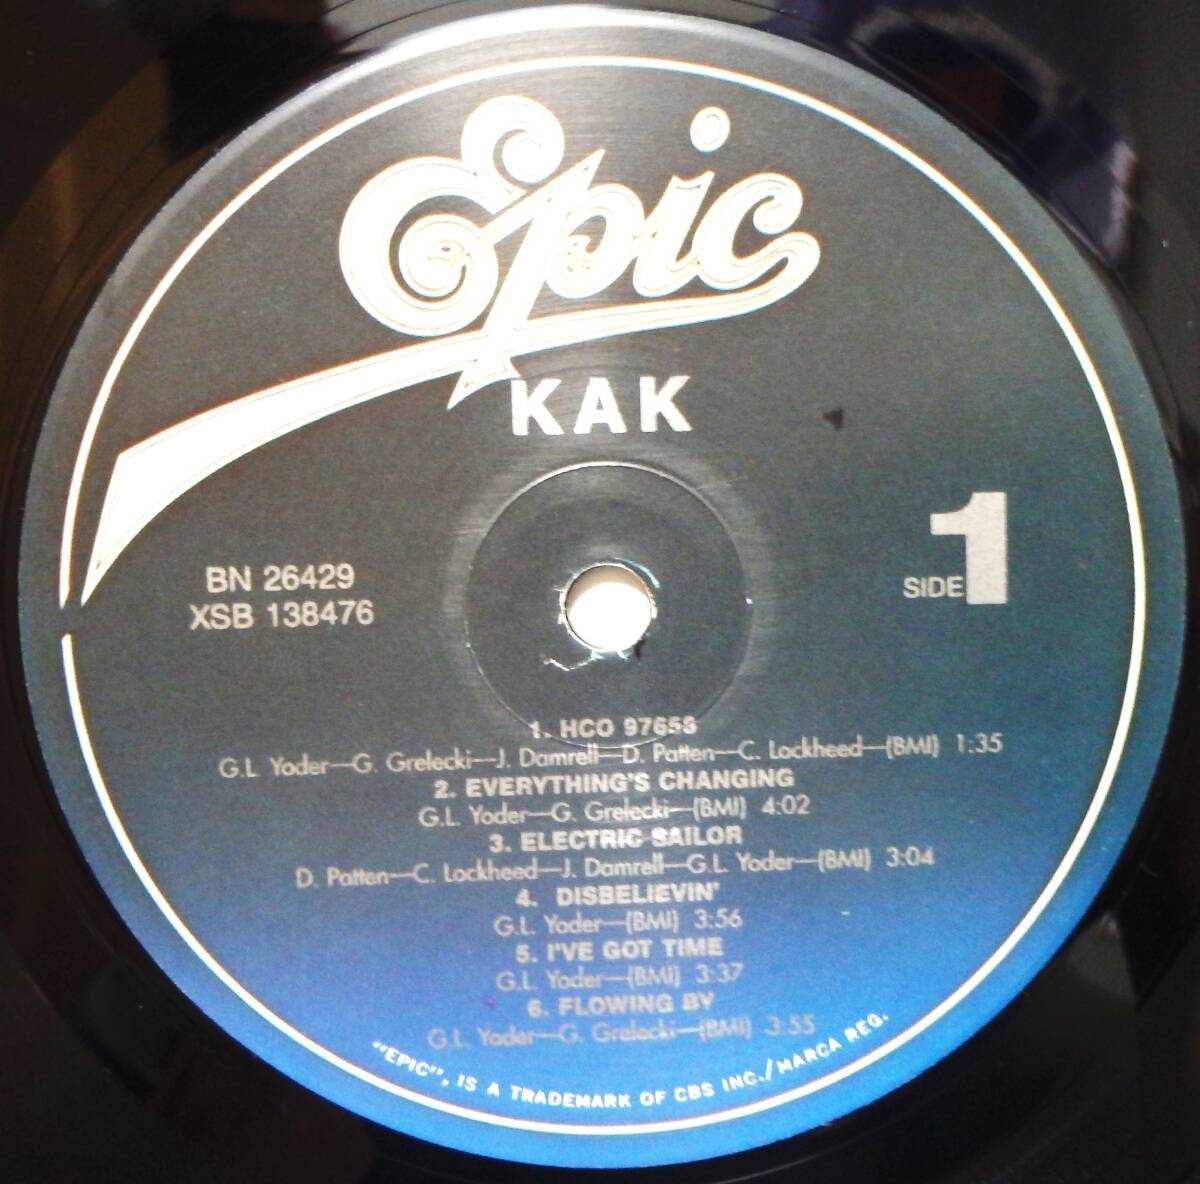 Epic
KAK
BN 26429
XSB 138476
SIDE 1
1. HCO 97658
G.L. Yoder—G. Grelecki—J. Damrell—D. Patten—C. Lockheed—(BMI) 1:35
2. EVERYTHING'S CHANGING
G.L. Yoder—G. Grelecki—(BMI) 4:02
3. ELECTRIC SAILOR
D. Patten—C. Lockheed—J. Damrell—G.L. Yoder—(BMI) 3:04
4. DISBELIEVIN'
G.L. Yoder—(BMI) 3:56
5. I'VE GOT TIME
G.L. Yoder—(BMI) 3:37
6. FLOWING BY
G.L. Yoder—G. Grelecki—(BMI) 3:55
"EPIC", IS A TRADEMARK OF CBS INC./MARCA REG.